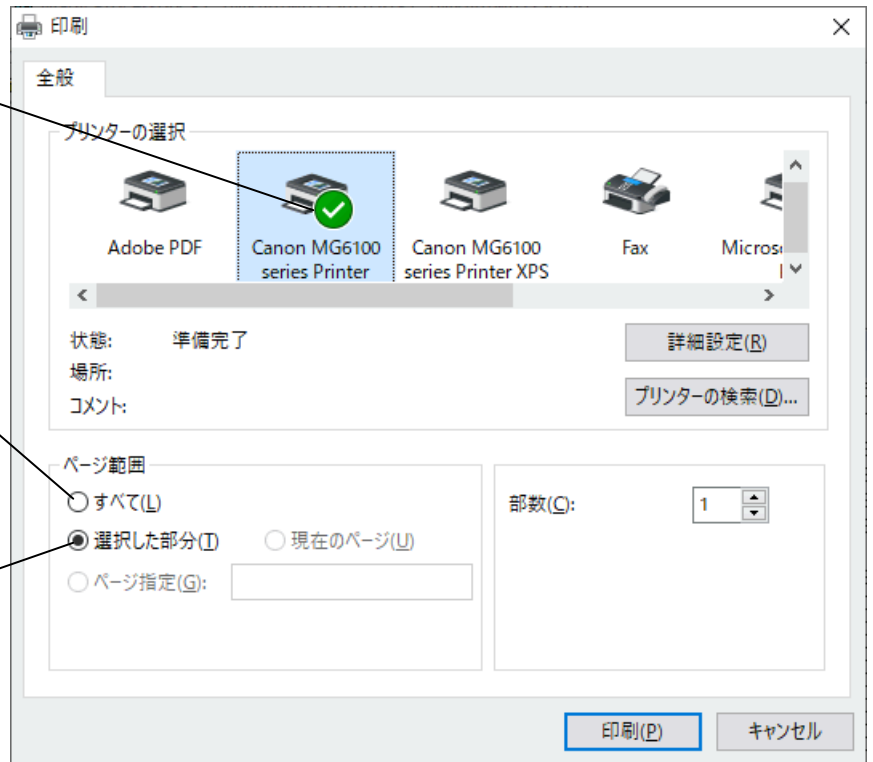 印刷
全般
プリンターの選択
Adobe PDF
Canon MG6100
series Printer
Canon MG6100
series Printer XPS
Fax
状態: 準備完了
場所:
コメント:
詳細設定(R)
プリンターの検索(D)...
ページ範囲
すべて(L)
選択した部分(T) 現在のページ(U)
ページ指定(G):
部数(C): 1
印刷(P) キャンセル